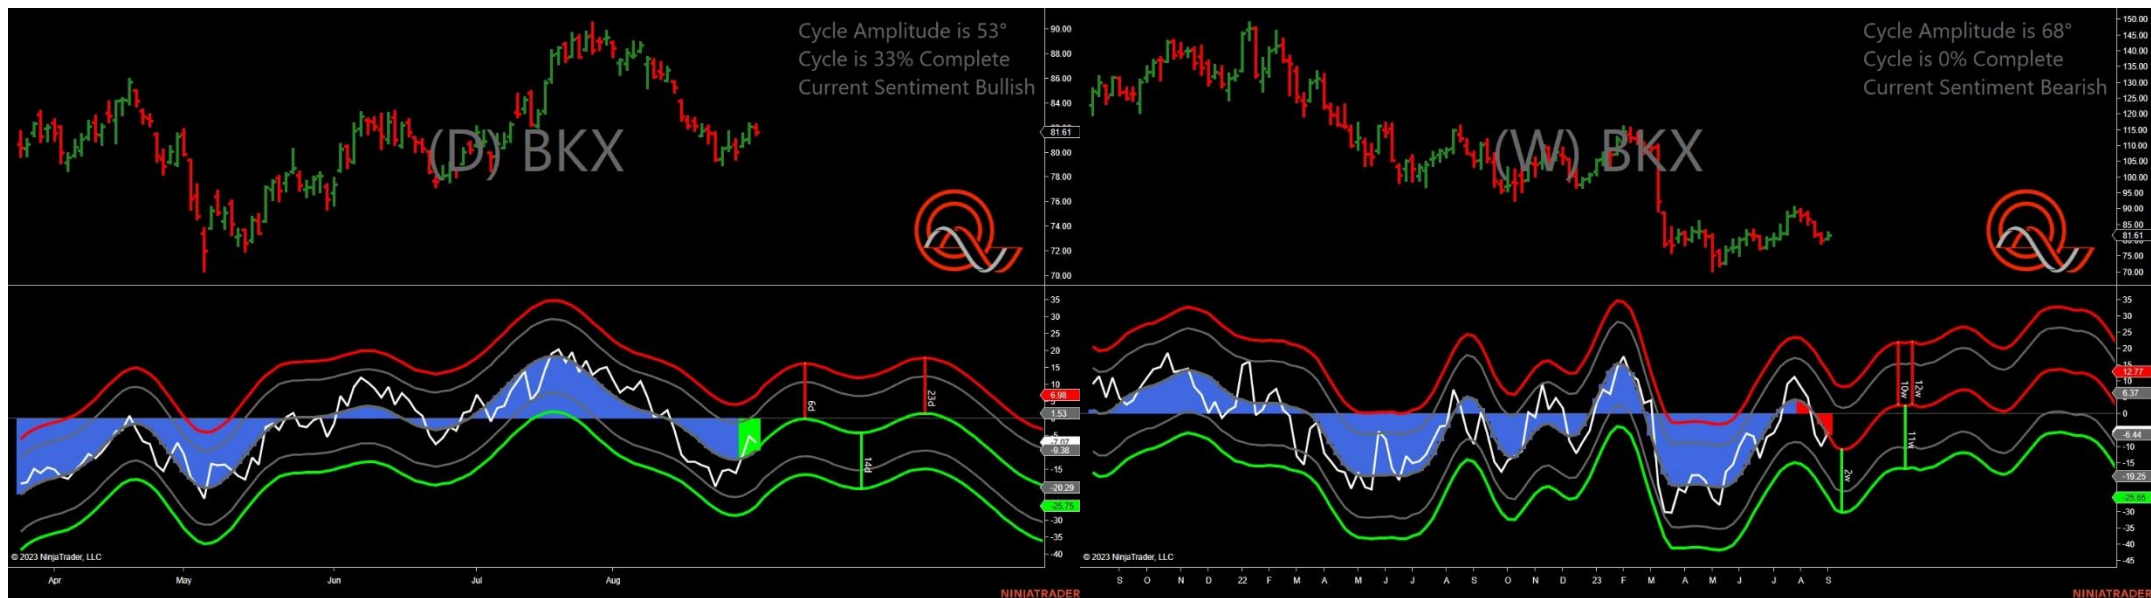 Cycle Amplitude is 53°
Cycle is 33% Complete
Current Sentiment Bullish
(D) BKX
90.00
88.00
86.00
84.00
81.61
80.00
78.00
76.00
74.00
72.00
70.00
35
30
25
20
15
10
6.98
1.53
-7.07
-9.38
-15
-20.29
-25.75
-30
-35
-40
6d
14d
23d
© 2023 NinjaTrader, LLC
Apr
May
Jun
Jul
Aug
NINJATRADER
Cycle Amplitude is 68°
Cycle is 0% Complete
Current Sentiment Bearish
(W) BKX
150.00
145.00
140.00
135.00
130.00
125.00
120.00
115.00
110.00
105.00
100.00
95.00
90.00
85.00
81.61
75.00
70.00
35
30
25
20
15
12.77
6.37
0
-6.44
-10
-15
-19.25
-25.65
-30
-35
-40
-45
2w
10w
11w
12w
© 2023 NinjaTrader, LLC
S O N D 22 F M A M J J A S O N D 23 F M A M J J A S
NINJATRADER